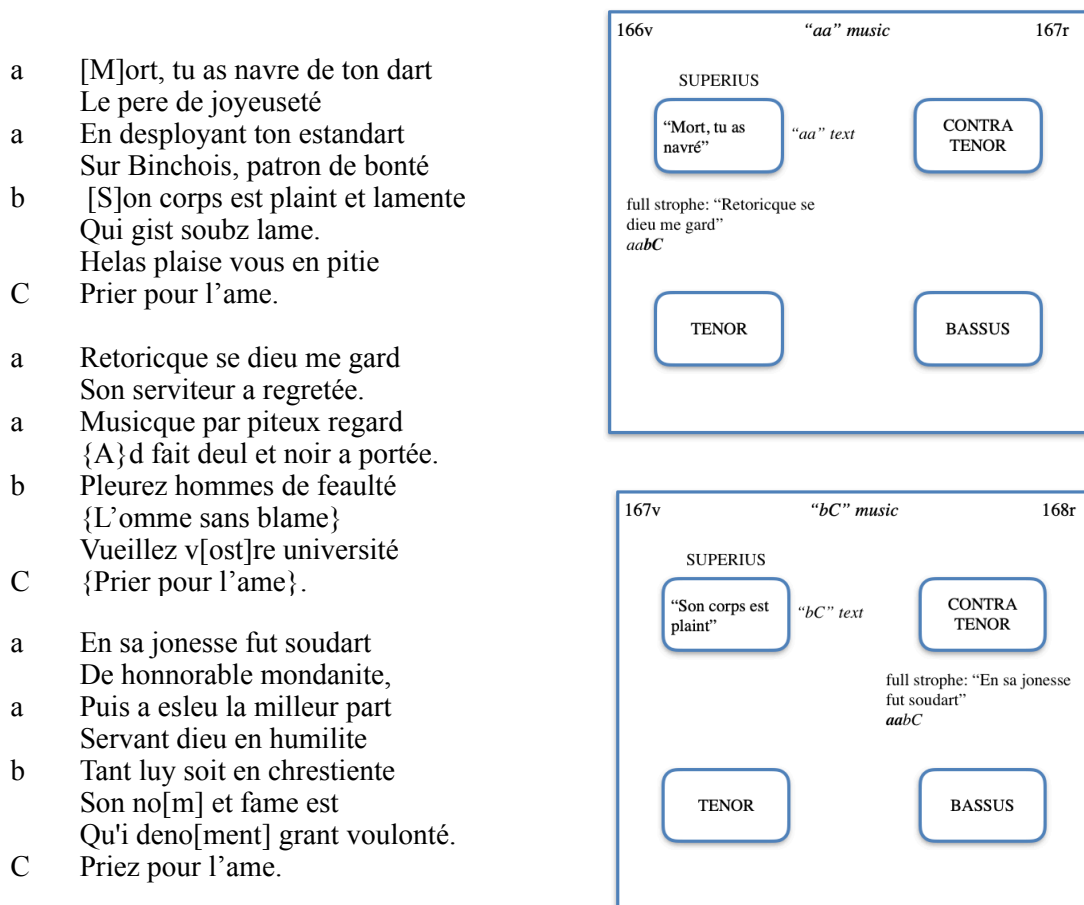 a [M]ort, tu as navre de ton dart
Le pere de joyeuseté
a En desployant ton estandart
Sur Binchois, patron de bonté
b [S]on corps est plaint et lamente
Qui gist soubz lame.
Helas plaise vous en pitie
C Prier pour l’ame.
a Retoricque se dieu me gard
Son serviteur a regretée.
a Musicque par piteux regard
{A}d fait deul et noir a portée.
b Pleurez hommes de feaulté
{L’omme sans blame}
Vueillez v[ost]re université
C {Prier pour l’ame}.
a En sa jonesse fut soudart
De honnorable mondanite,
a Puis a esleu la milleur part
Servant dieu en humilite
b Tant luy soit en chrestiente
Son no[m] et fame est
Qu'i deno[ment] grant voulonté.
C Priez pour l’ame.
166v “aa” music 167r
SUPERIUS
“Mort, tu as
navré”
“aa” text
CONTRA
TENOR
full strophe: “Retoricque se
dieu me gard”
aabC
TENOR
BASSUS
167v “bC” music 168r
SUPERIUS
“Son corps est
plaint”
“bC” text
CONTRA
TENOR
full strophe: “En sa jonesse
fut soudart”
aabC
TENOR
BASSUS